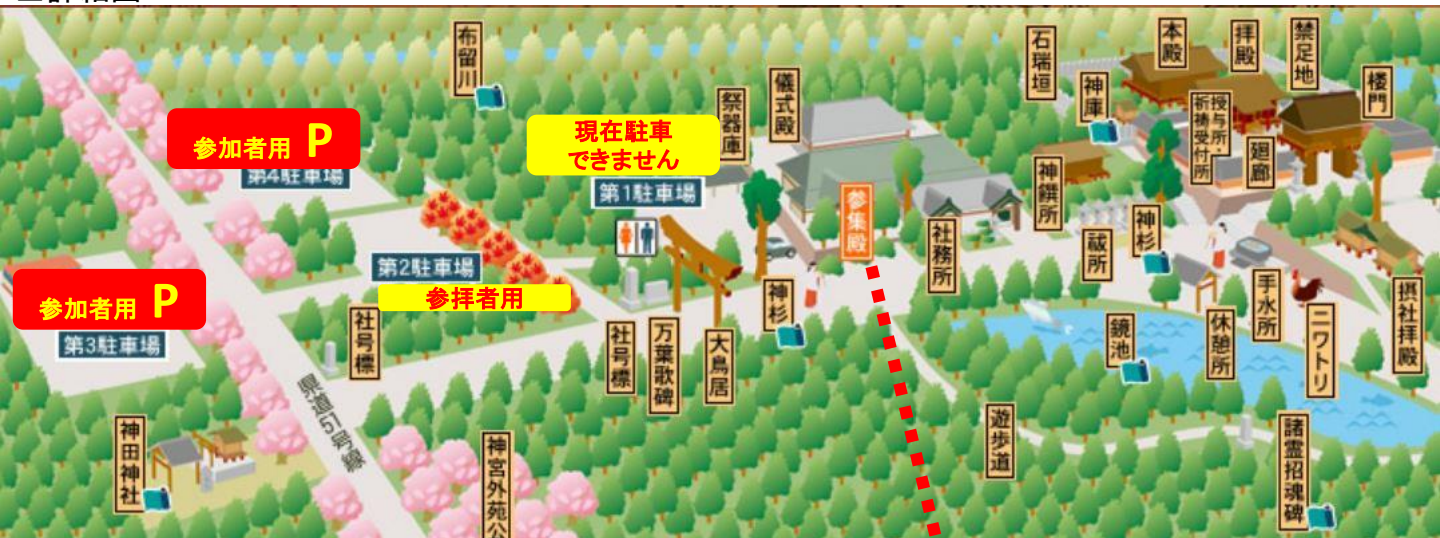 布留川
石瑞垣
本殿
拝殿
禁足地
楼門
神庫
儀式殿
祭器庫
授与所・
祈祷受付所
廻廊
参加者用 P
第4駐車場
現在駐車
できません
第1駐車場
神饌所
参集殿
社務所
祓所
神杉
手水所
ニワトリ
摂社拝殿
第2駐車場
参拝者用
参加者用 P
第3駐車場
社号標
社号標
万葉歌碑
大鳥居
神杉
鏡池
休憩所
県道51号線
神田神社
神宮外苑公
遊歩道
諸霊招魂碑